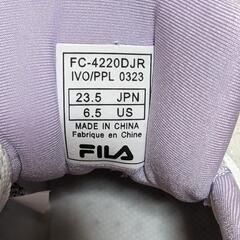 FC-4220DJR
IVO/PPL 0323
23.5 JPN
6.5 US
MADE IN CHINA
Fabriqué en Chine
FILA